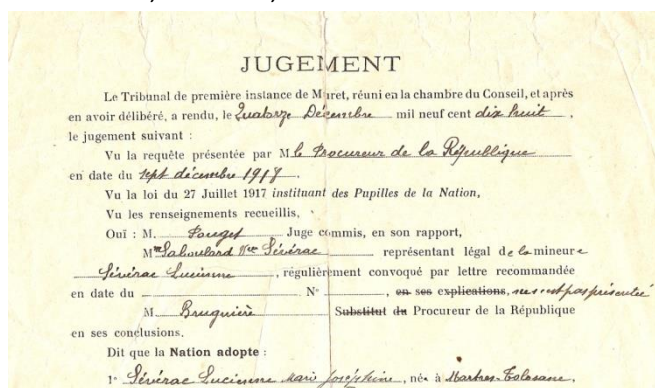 JUGEMENT
Le Tribunal de première instance de Muret, réuni en la chambre du Conseil, et après
en avoir délibéré, a rendu, le Quatorze Décembre mil neuf cent dix huit,
le jugement suivant :
Vu la requête présentée par M. le Procureur de la République
en date du sept décembre 1918.
Vu la loi du 27 Juillet 1917 instituant des Pupilles de la Nation,
Vu les renseignements recueillis,
Ouï : M. Pouget Juge commis, en son rapport,
Mme Saboulard Vve Sévérac représentant légal de la mineure
Sévérac Lucienne, régulièrement convoqué par lettre recommandée
en date du N°, en ses explications, ne s'est pas présentée
M. Bruguière Substitut du Procureur de la République
en ses conclusions.
Dit que la Nation adopte :
1° Sévérac Lucienne Marie Joséphine, née à Martres-Tolosane,